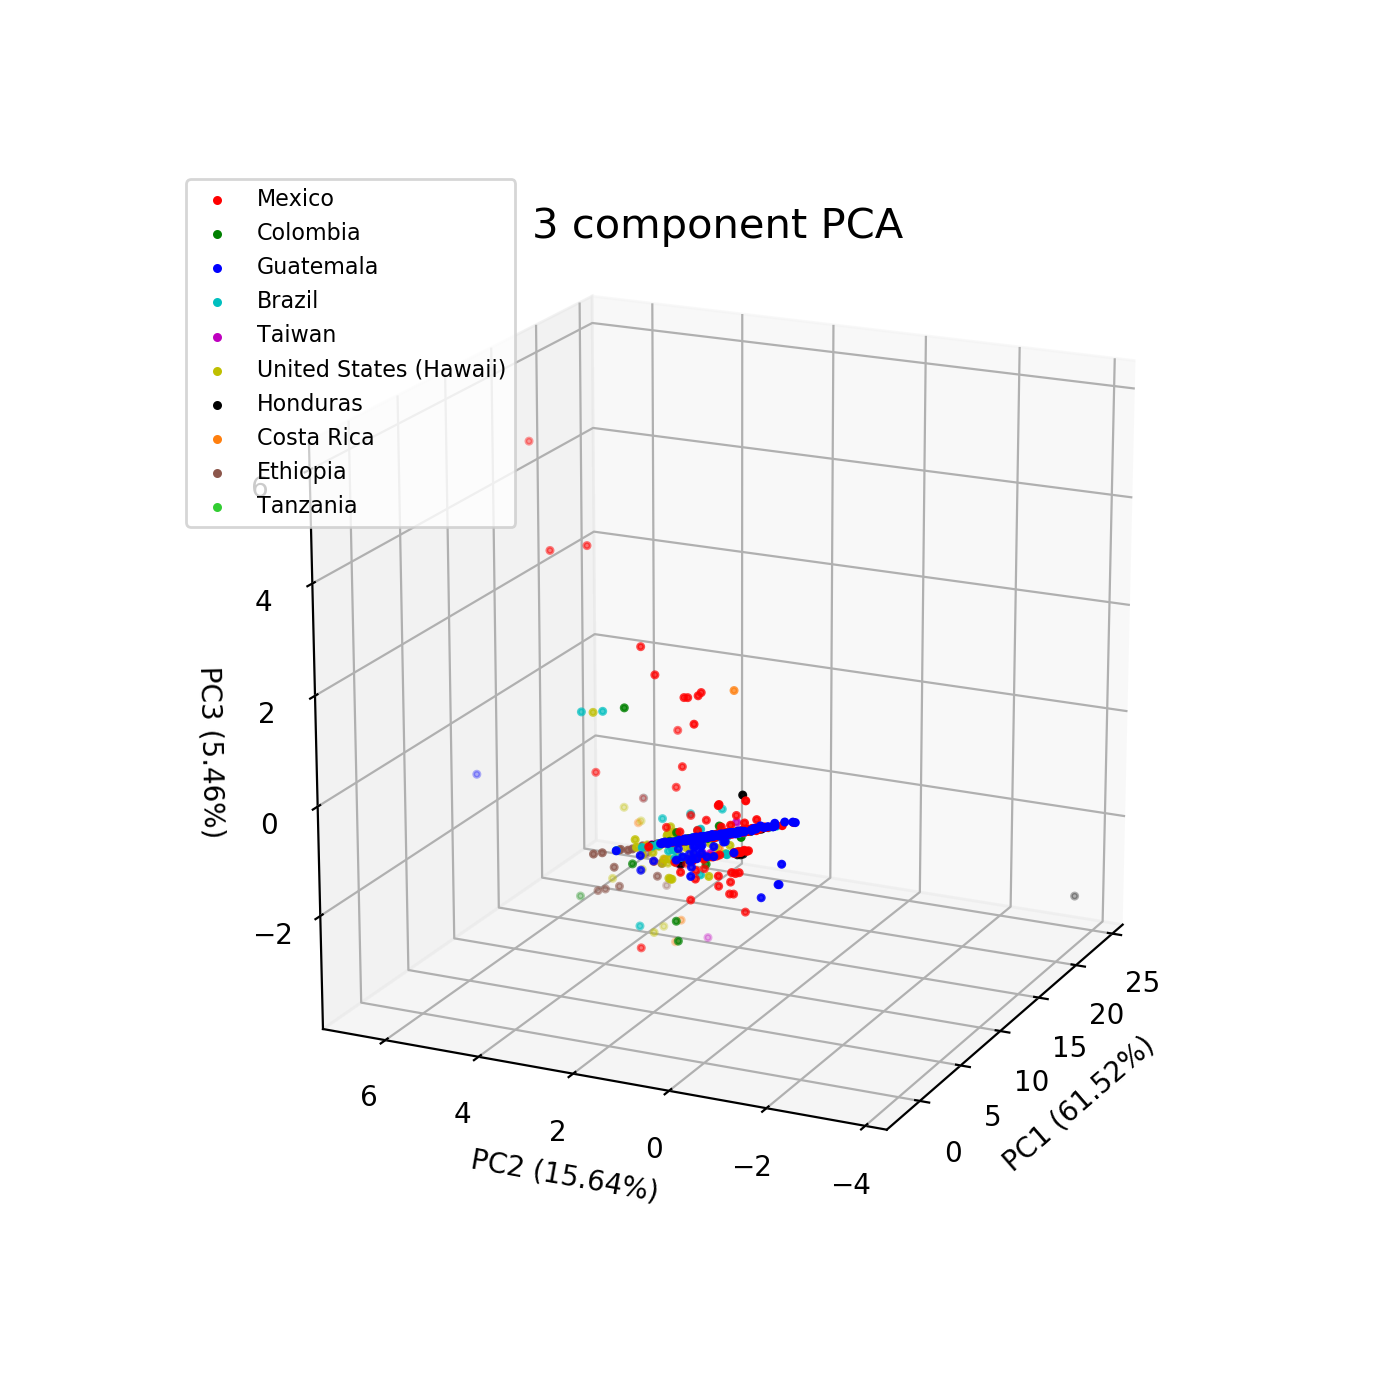 3 component PCA
Mexico
Colombia
Guatemala
Brazil
Taiwan
United States (Hawaii)
Honduras
Costa Rica
Ethiopia
Tanzania
6
4
2
0
−2
PC3 (5.46%)
6
4
2
0
−2
−4
PC2 (15.64%)
0
5
10
15
20
25
PC1 (61.52%)